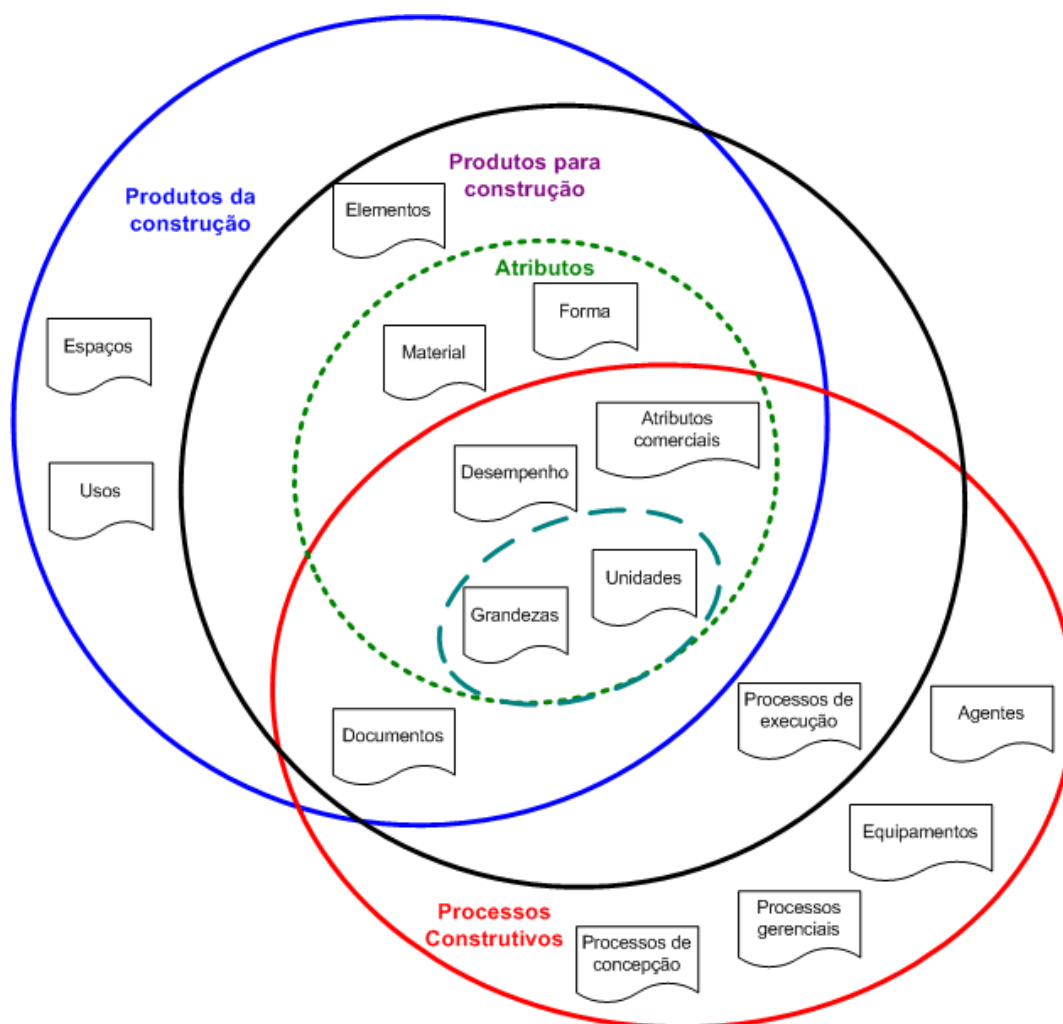 Produtos para
construção
Produtos da
construção
Elementos
Atributos
Forma
Espaços
Material
Atributos
comerciais
Desempenho
Usos
Unidades
Grandezas
Processos de
execução
Agentes
Documentos
Equipamentos
Processos
Construtivos
Processos
gerenciais
Processos de
concepção